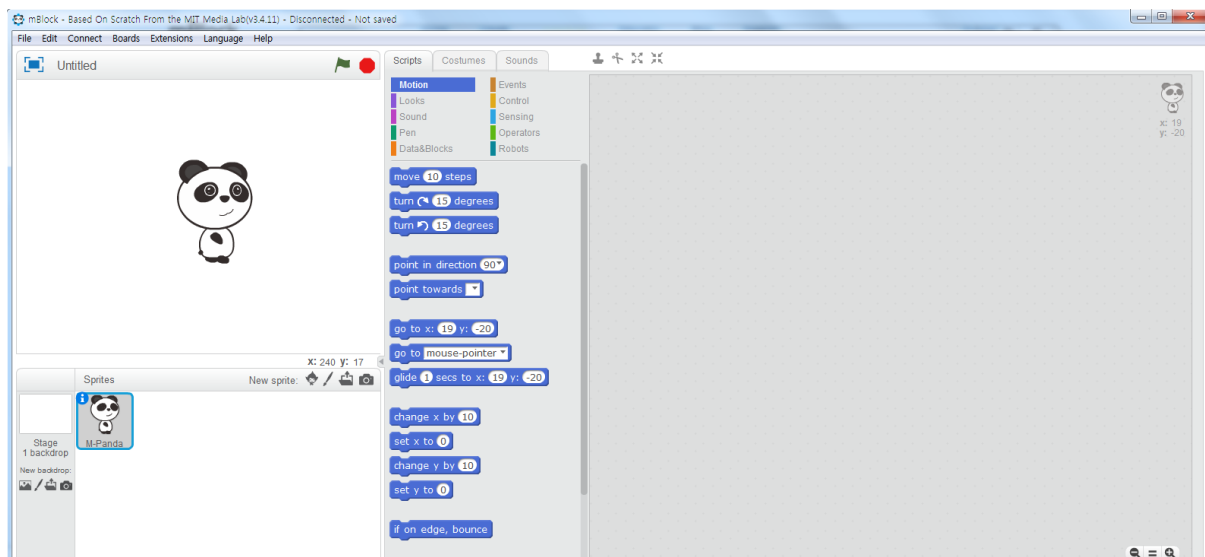 mBlock - Based On Scratch From the MIT Media Lab(v3.4.11) - Disconnected - Not saved
File Edit Connect Boards Extensions Language Help
Untitled
Scripts Costumes Sounds
Motion Events
Looks Control
Sound Sensing
Pen Operators
Data&Blocks Robots
x: 19
y: -20
move 10 steps
turn 15 degrees
turn 15 degrees
point in direction 90
point towards
go to x: 19 y: -20
go to mouse-pointer
glide 1 secs to x: 19 y: -20
change x by 10
set x to 0
change y by 10
set y to 0
if on edge, bounce
X: 240 y: 17
Sprites New sprite:
Stage
1 backdrop
New backdrop:
M-Panda